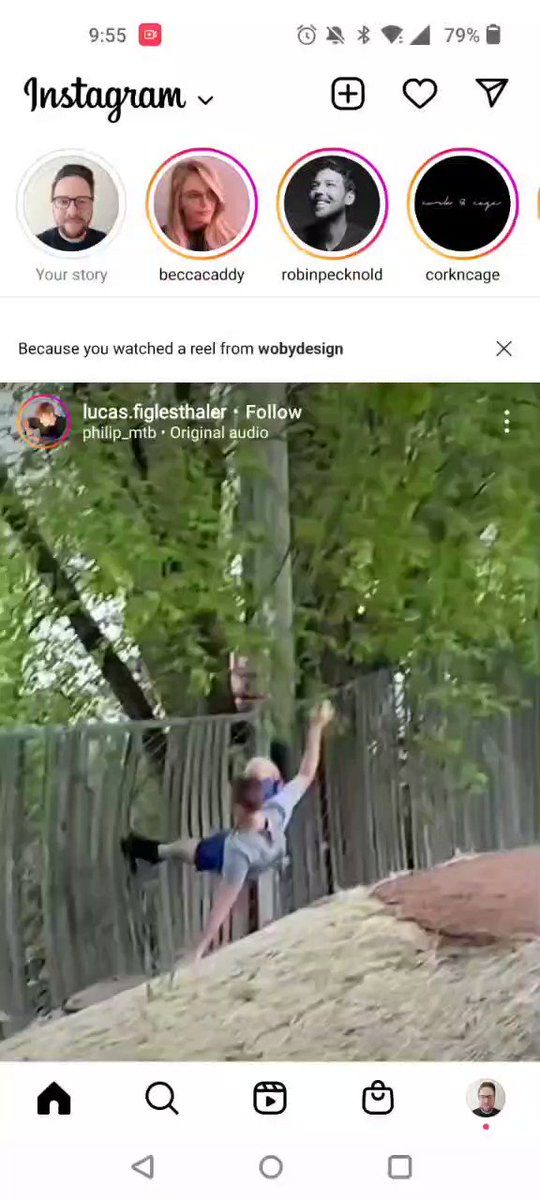 9:55 79%
Instagram
Your story beccacaddy robinpecknold corkncage
Because you watched a reel from wobydesign
lucas.figlesthaler • Follow
philip_mtb • Original audio